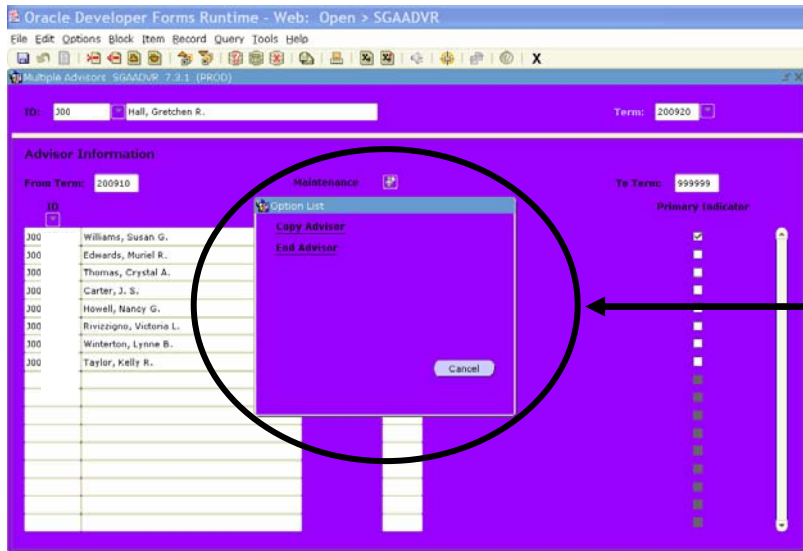 Oracle Developer Forms Runtime - Web: Open > SGAADVR
File Edit Options Block Item Record Query Tools Help
X
Multiple Advisors SGAADVR 7.3.1 (PROD)
ID: J00 Hall, Gretchen R. Term: 200920
Advisor Information
From Term: 200910 Maintenance To Term: 999999
ID Primary Indicator
Option List
Copy Advisor
End Advisor
Cancel
J00 Williams, Susan G.
J00 Edwards, Muriel R.
J00 Thomas, Crystal A.
J00 Carter, J. S.
J00 Howell, Nancy G.
J00 Rivizzigno, Victoria L.
J00 Winterton, Lynne B.
J00 Taylor, Kelly R.